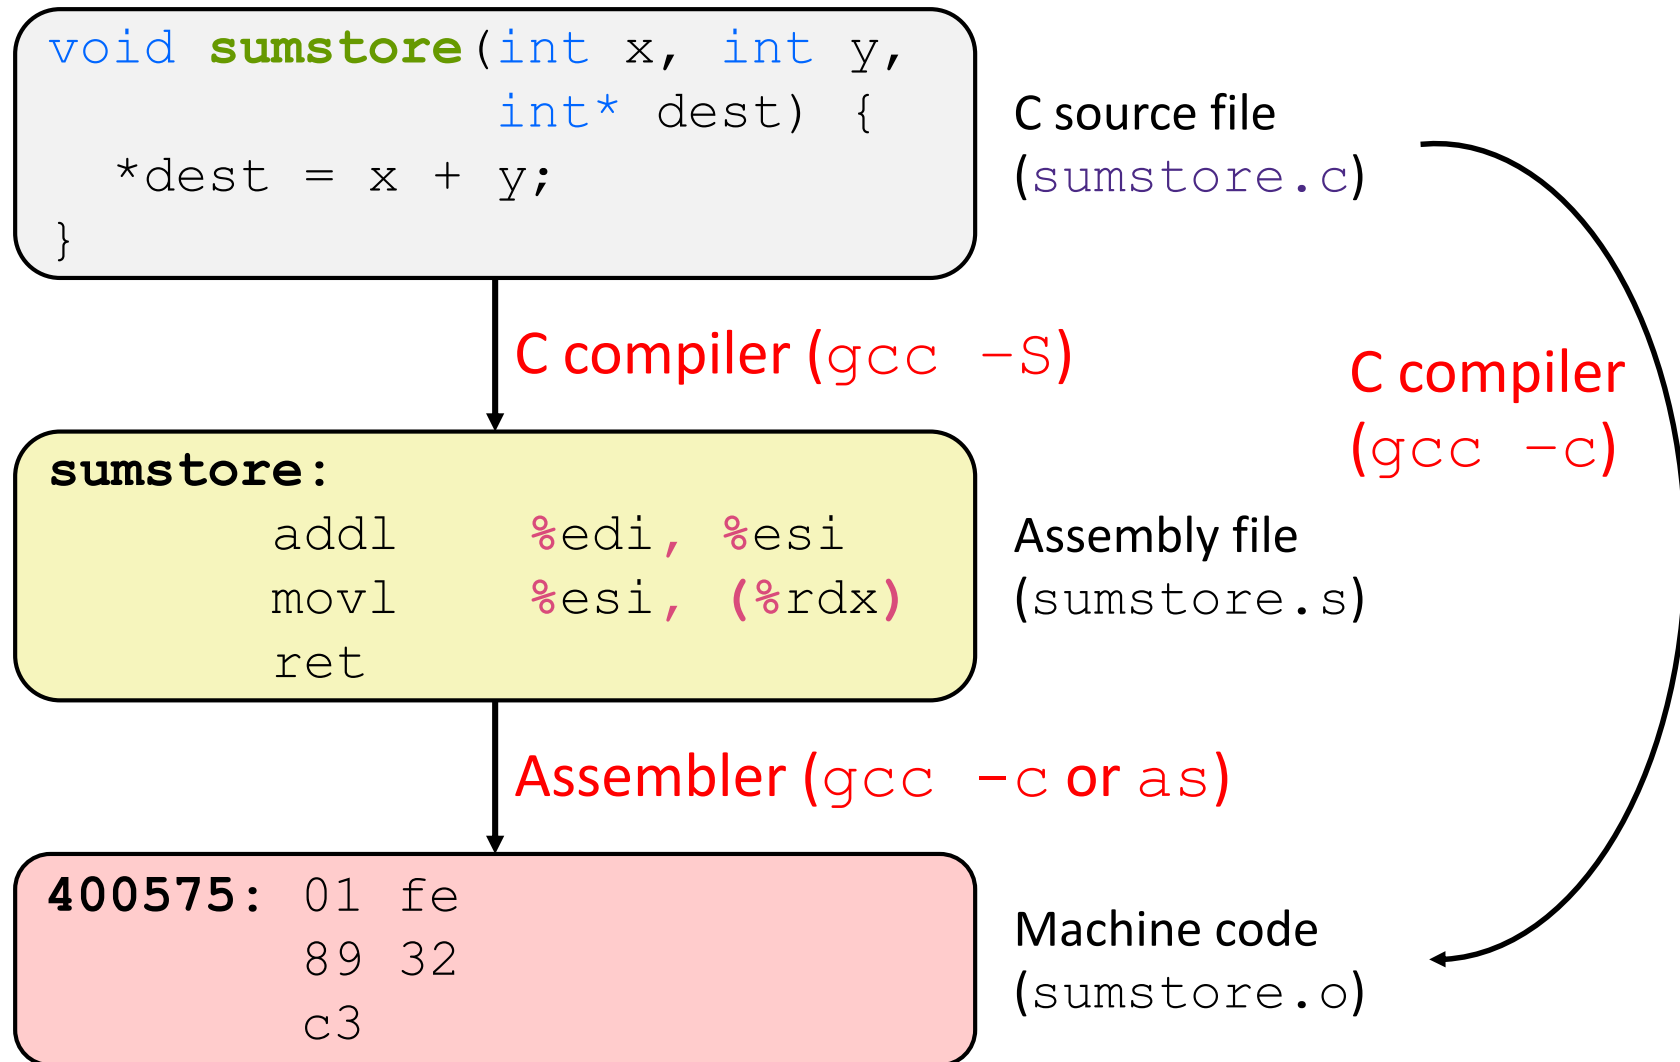 void sumstore(int x, int y,
int* dest) {
*dest = x + y;
}
C source file
(sumstore.c)
C compiler (gcc –S)
C compiler
(gcc –c)
sumstore:
addl %edi, %esi
movl %esi, (%rdx)
ret
Assembly file
(sumstore.s)
Assembler (gcc –c or as)
400575: 01 fe
89 32
c3
Machine code
(sumstore.o)